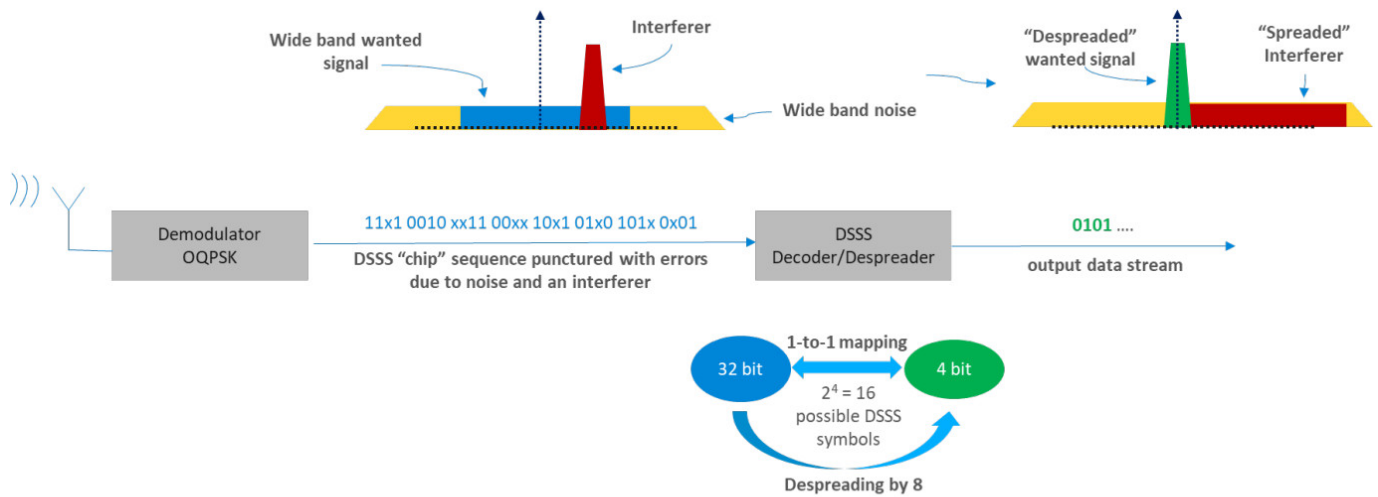 Wide band wanted
signal
Interferer
Wide band noise
“Despreaded”
wanted signal
“Spreaded”
Interferer
Demodulator
OQPSK
11x1 0010 xx11 00xx 10x1 01x0 101x 0x01
DSSS “chip” sequence punctured with errors
due to noise and an interferer
DSSS
Decoder/Despreader
0101 ....
output data stream
1-to-1 mapping
32 bit
4 bit
2⁴ = 16
possible DSSS
symbols
Despreading by 8